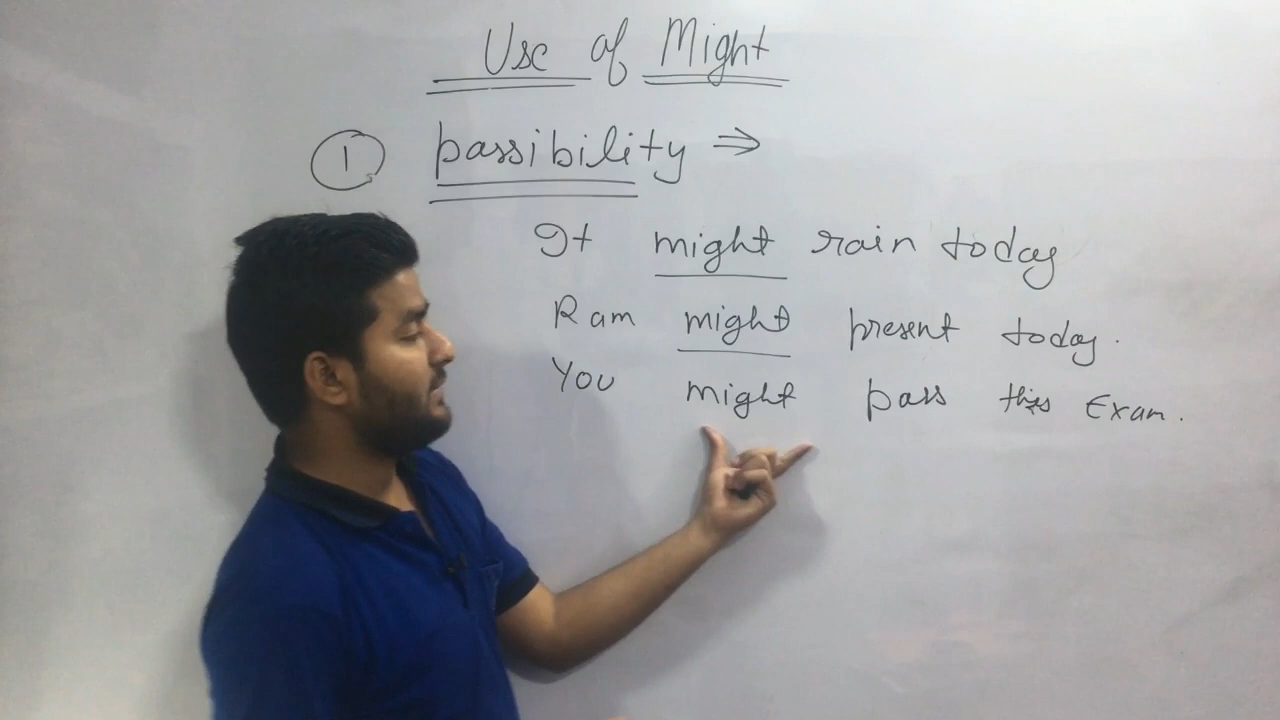 Use of Might
1 passibility ⇒
It might rain today
Ram might present today.
You might pass this Exam.